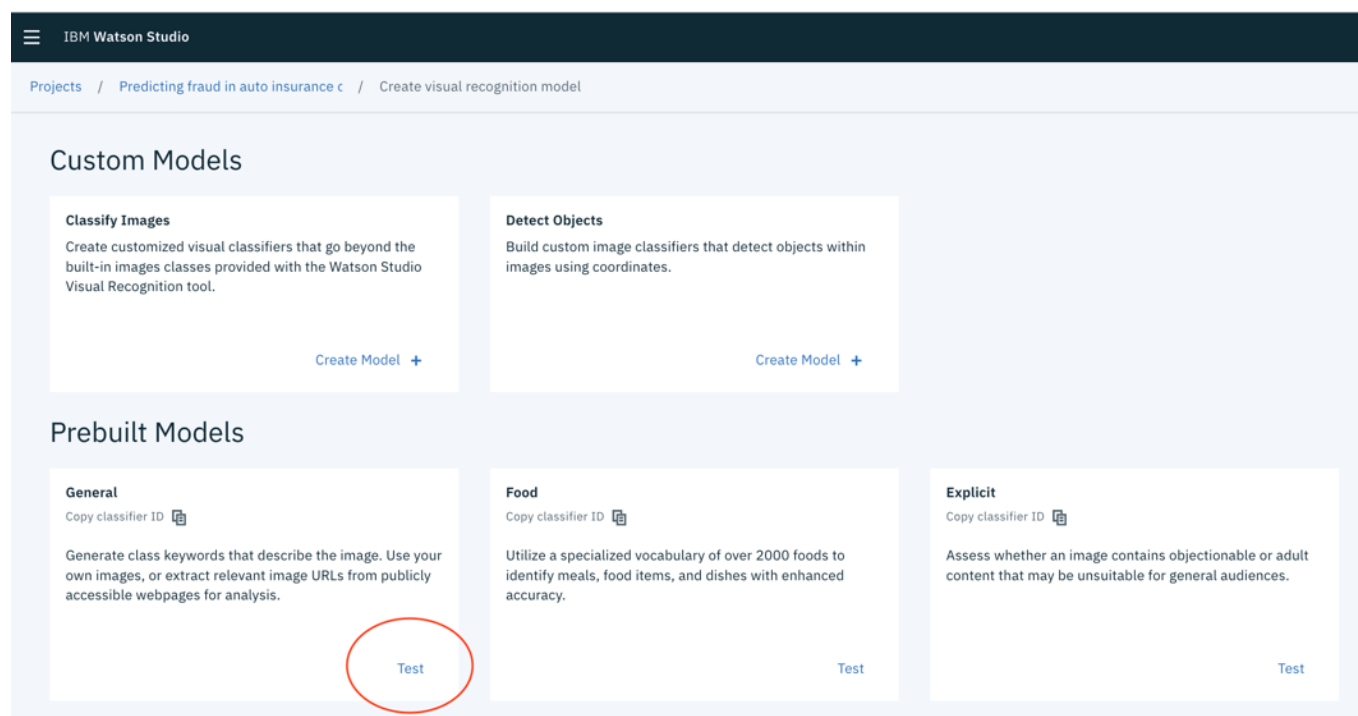 IBM Watson Studio
Projects / Predicting fraud in auto insurance c / Create visual recognition model
Custom Models
Classify Images
Create customized visual classifiers that go beyond the
built-in images classes provided with the Watson Studio
Visual Recognition tool.
Create Model +
Detect Objects
Build custom image classifiers that detect objects within
images using coordinates.
Create Model +
Prebuilt Models
General
Copy classifier ID
Generate class keywords that describe the image. Use your
own images, or extract relevant image URLs from publicly
accessible webpages for analysis.
Test
Food
Copy classifier ID
Utilize a specialized vocabulary of over 2000 foods to
identify meals, food items, and dishes with enhanced
accuracy.
Test
Explicit
Copy classifier ID
Assess whether an image contains objectionable or adult
content that may be unsuitable for general audiences.
Test